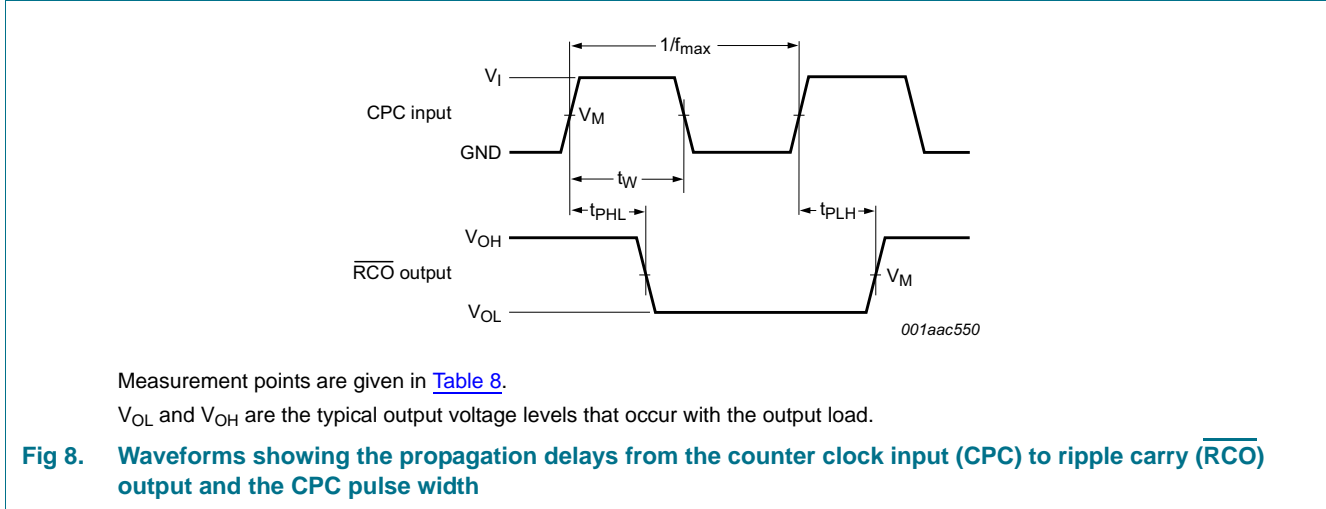 1/fmax
VI
CPC input
VM
GND
tW
tPHL
tPLH
VOH
RCO output
VM
VOL
001aac550
Measurement points are given in Table 8.
VOL and VOH are the typical output voltage levels that occur with the output load.
Fig 8. Waveforms showing the propagation delays from the counter clock input (CPC) to ripple carry (RCO)
output and the CPC pulse width